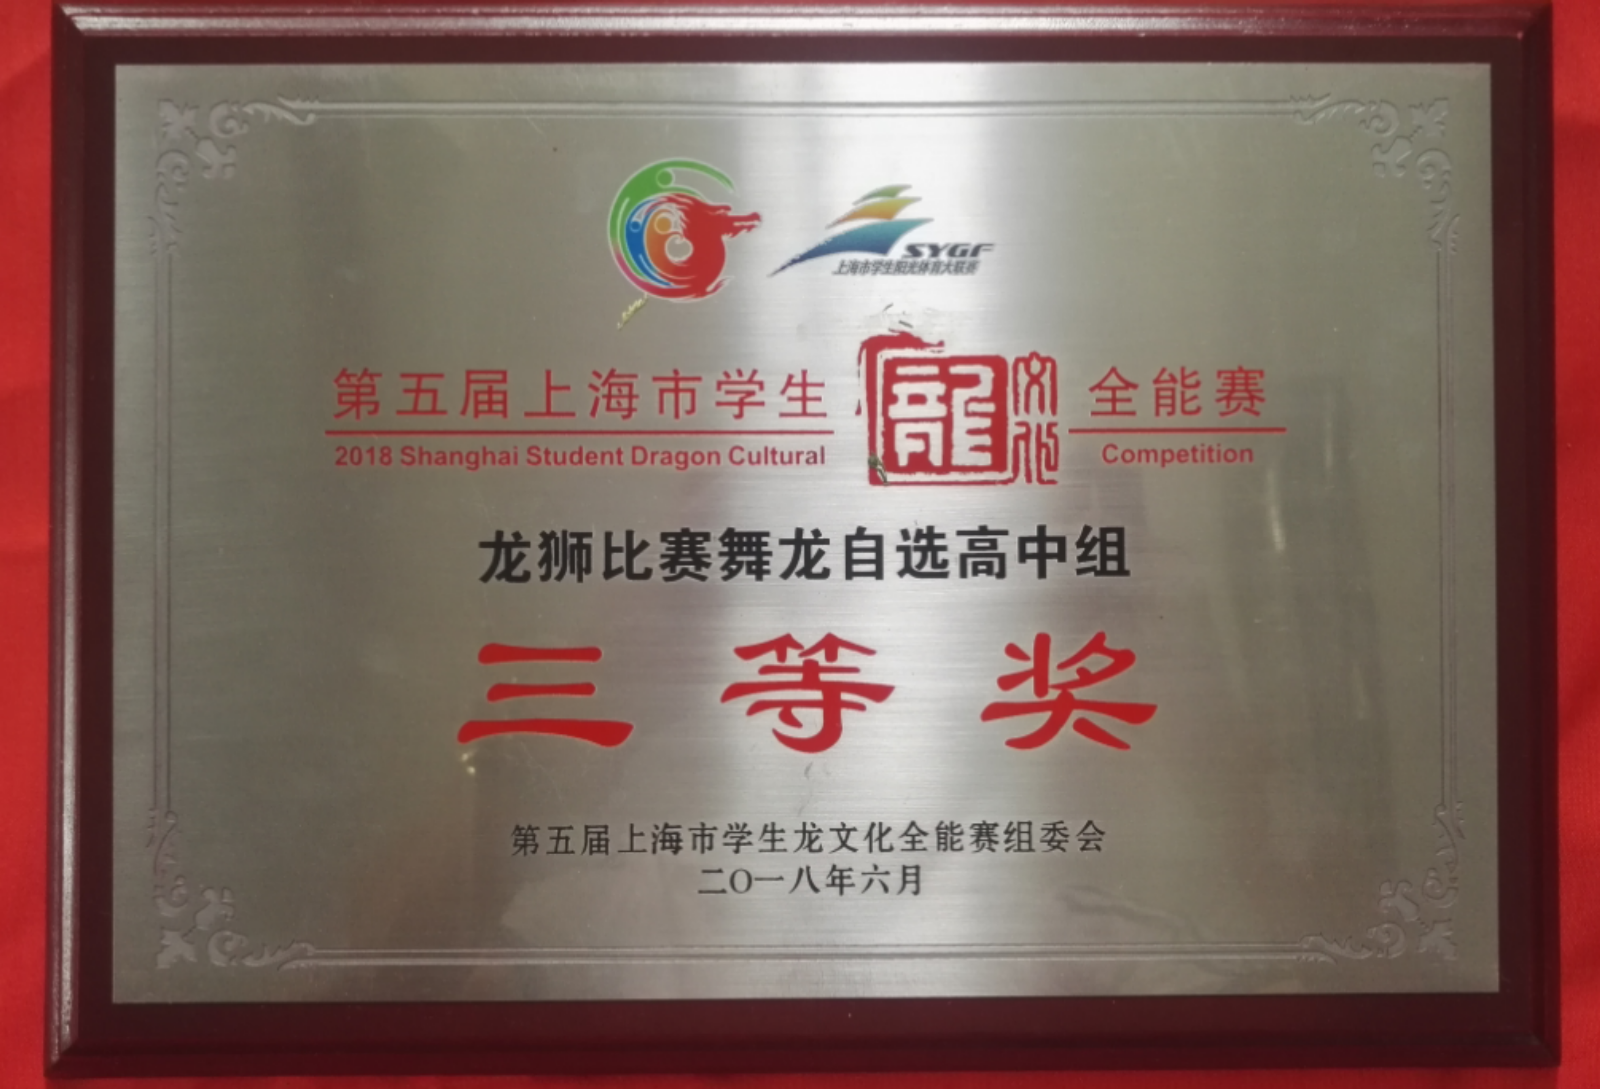 SYGF
上海市学生阳光体育大联赛
第五届上海市学生 龍 文化 全能赛
2018 Shanghai Student Dragon Cultural Competition
龙狮比赛舞龙自选高中组
三等奖
第五届上海市学生龙文化全能赛组委会
二〇一八年六月